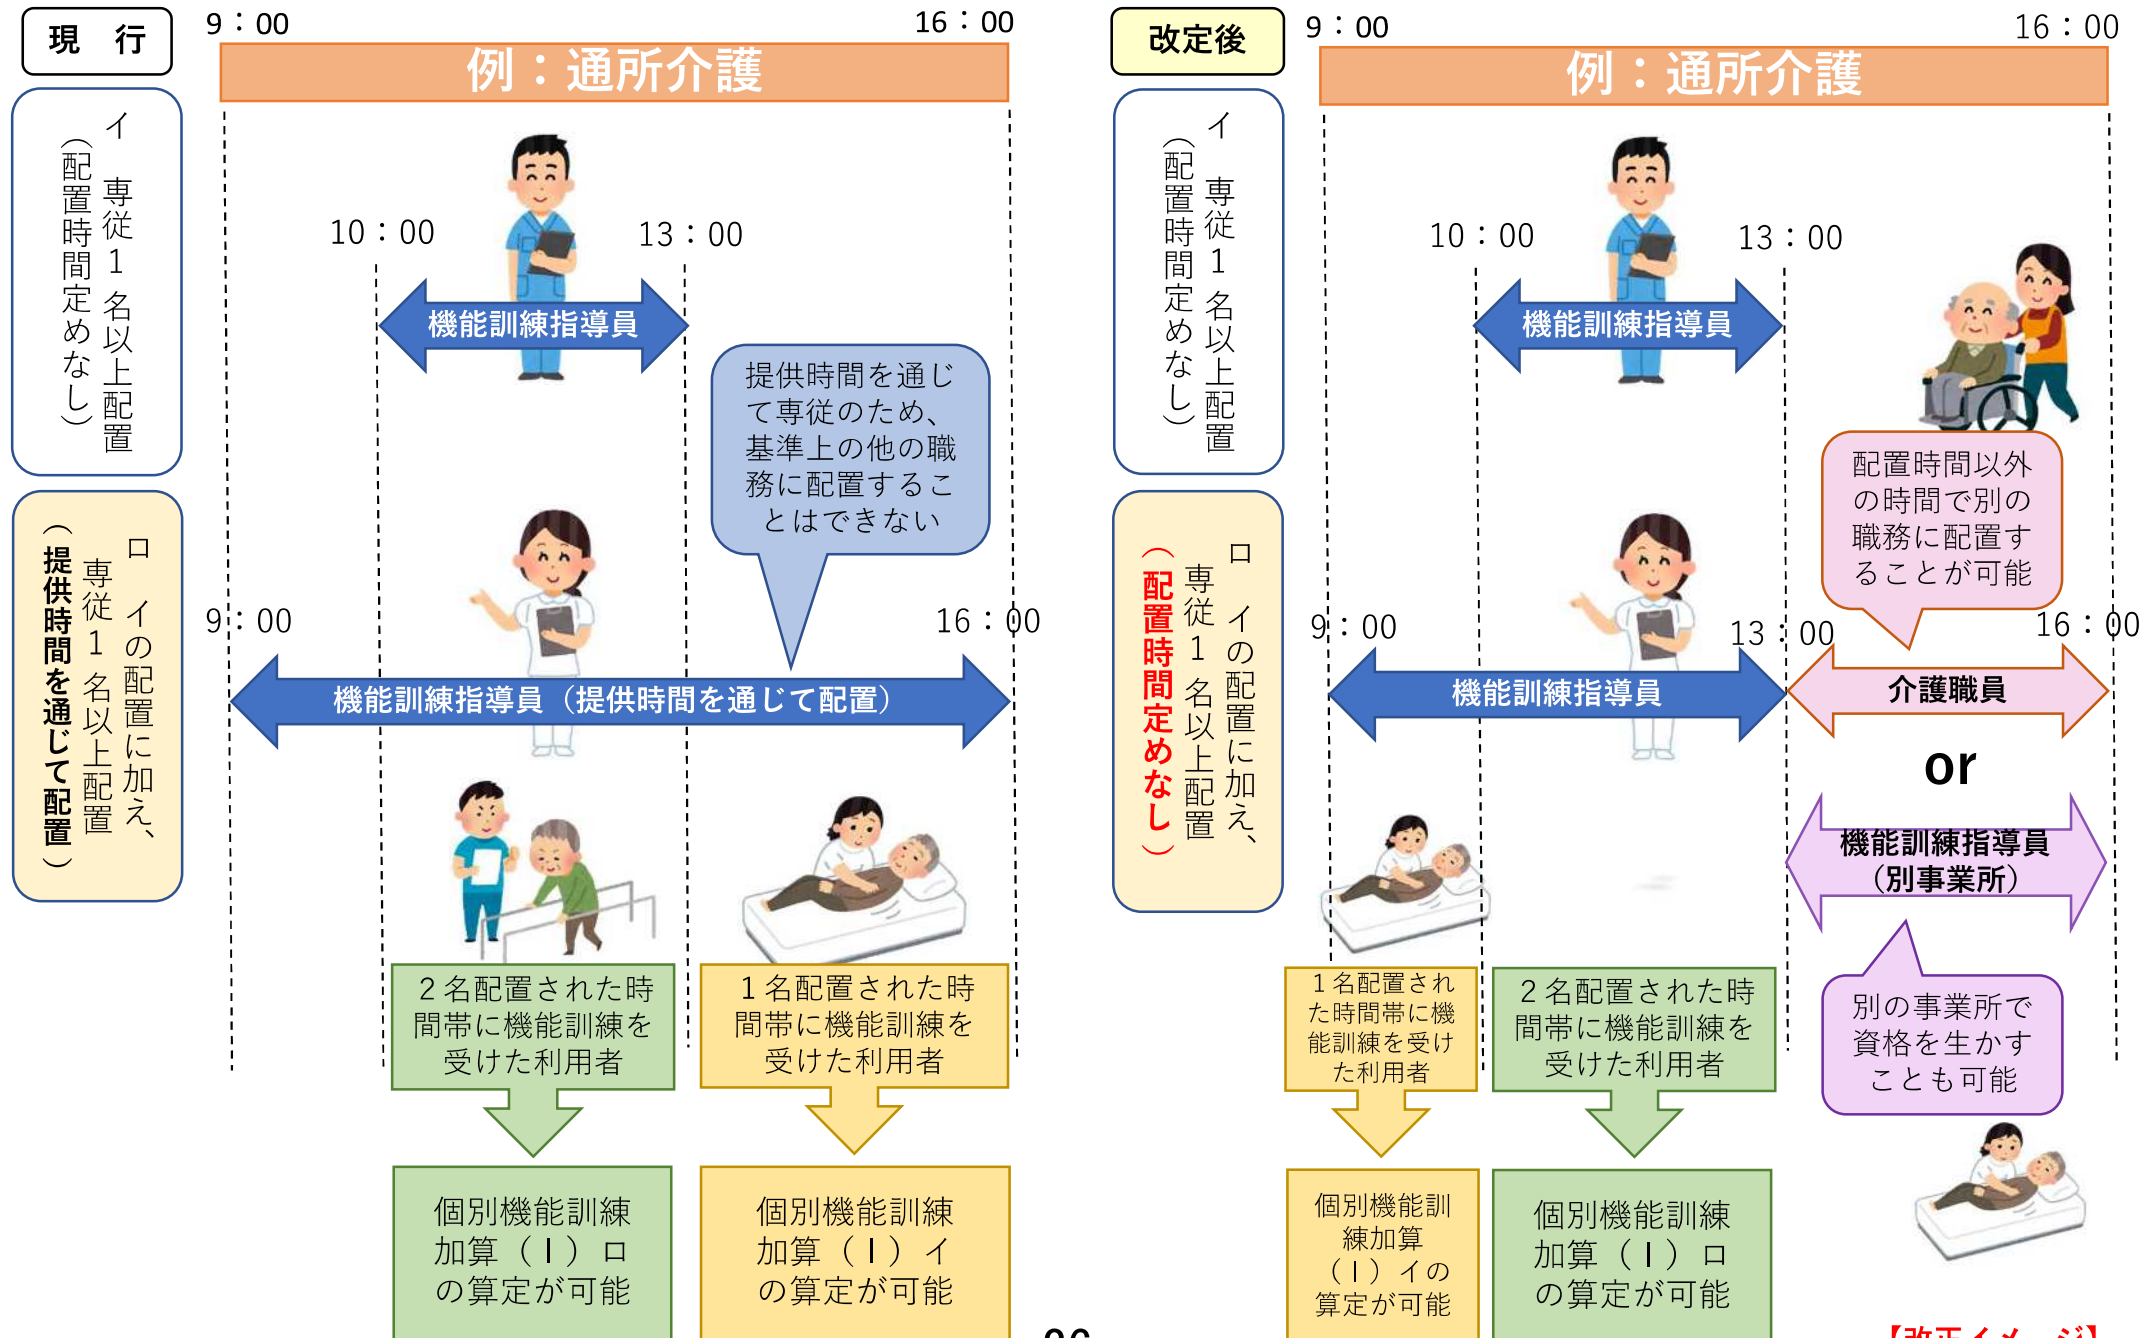 現　行
9：00
16：00
例：通所介護
イ　専従１名以上配置
（配置時間定めなし）
10：00
13：00
機能訓練指導員
提供時間を通じ
て専従のため、
基準上の他の職
務に配置するこ
とはできない
ロ　イの配置に加え、
専従１名以上配置
（提供時間を通じて配置）
9：00
16：00
機能訓練指導員（提供時間を通じて配置）
２名配置された時
間帯に機能訓練を
受けた利用者
１名配置された時
間帯に機能訓練を
受けた利用者
個別機能訓練
加算（Ⅰ）ロ
の算定が可能
個別機能訓練
加算（Ⅰ）イ
の算定が可能
改定後
9：00
16：00
例：通所介護
イ　専従１名以上配置
（配置時間定めなし）
10：00
13：00
機能訓練指導員
配置時間以外
の時間で別の
職務に配置す
ることが可能
ロ　イの配置に加え、
専従１名以上配置
（配置時間定めなし）
9：00
13：00
16：00
機能訓練指導員
介護職員
or
機能訓練指導員
（別事業所）
別の事業所で
資格を生かす
ことも可能
１名配置され
た時間帯に機
能訓練を受け
た利用者
２名配置された時
間帯に機能訓練を
受けた利用者
個別機能訓
練加算
（Ⅰ）イの
算定が可能
個別機能訓練
加算（Ⅰ）ロ
の算定が可能
【改正イメージ】